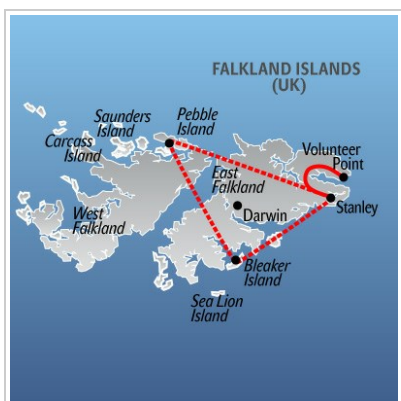 FALKLAND ISLANDS
(UK)
Saunders
Island
Pebble
Island
Carcass
Island
Volunteer
Point
East
Falkland
West
Falkland
Darwin
Stanley
Bleaker
Island
Sea Lion
Island